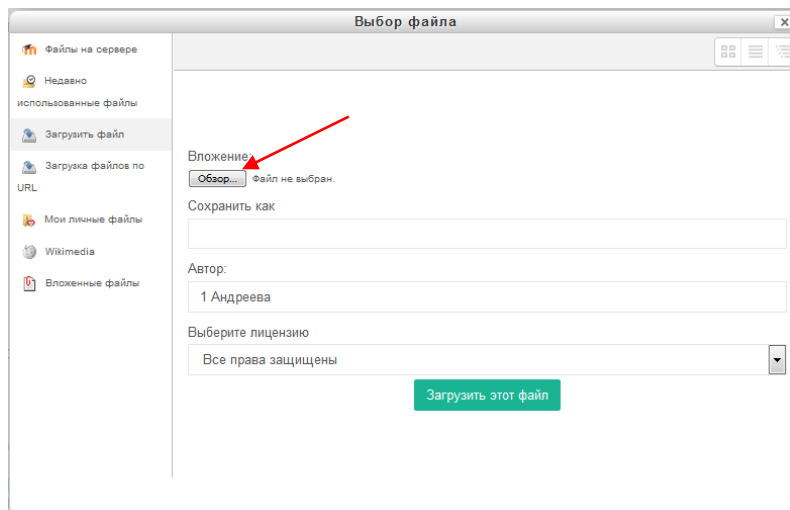 Выбор файла
Файлы на сервере
Недавно
использованные файлы
Загрузить файл
Загрузка файлов по
URL
Мои личные файлы
Wikimedia
Вложенные файлы
Вложение:
Обзор... Файл не выбран.
Сохранить как
Автор:
1 Андреева
Выберите лицензию
Все права защищены
Загрузить этот файл